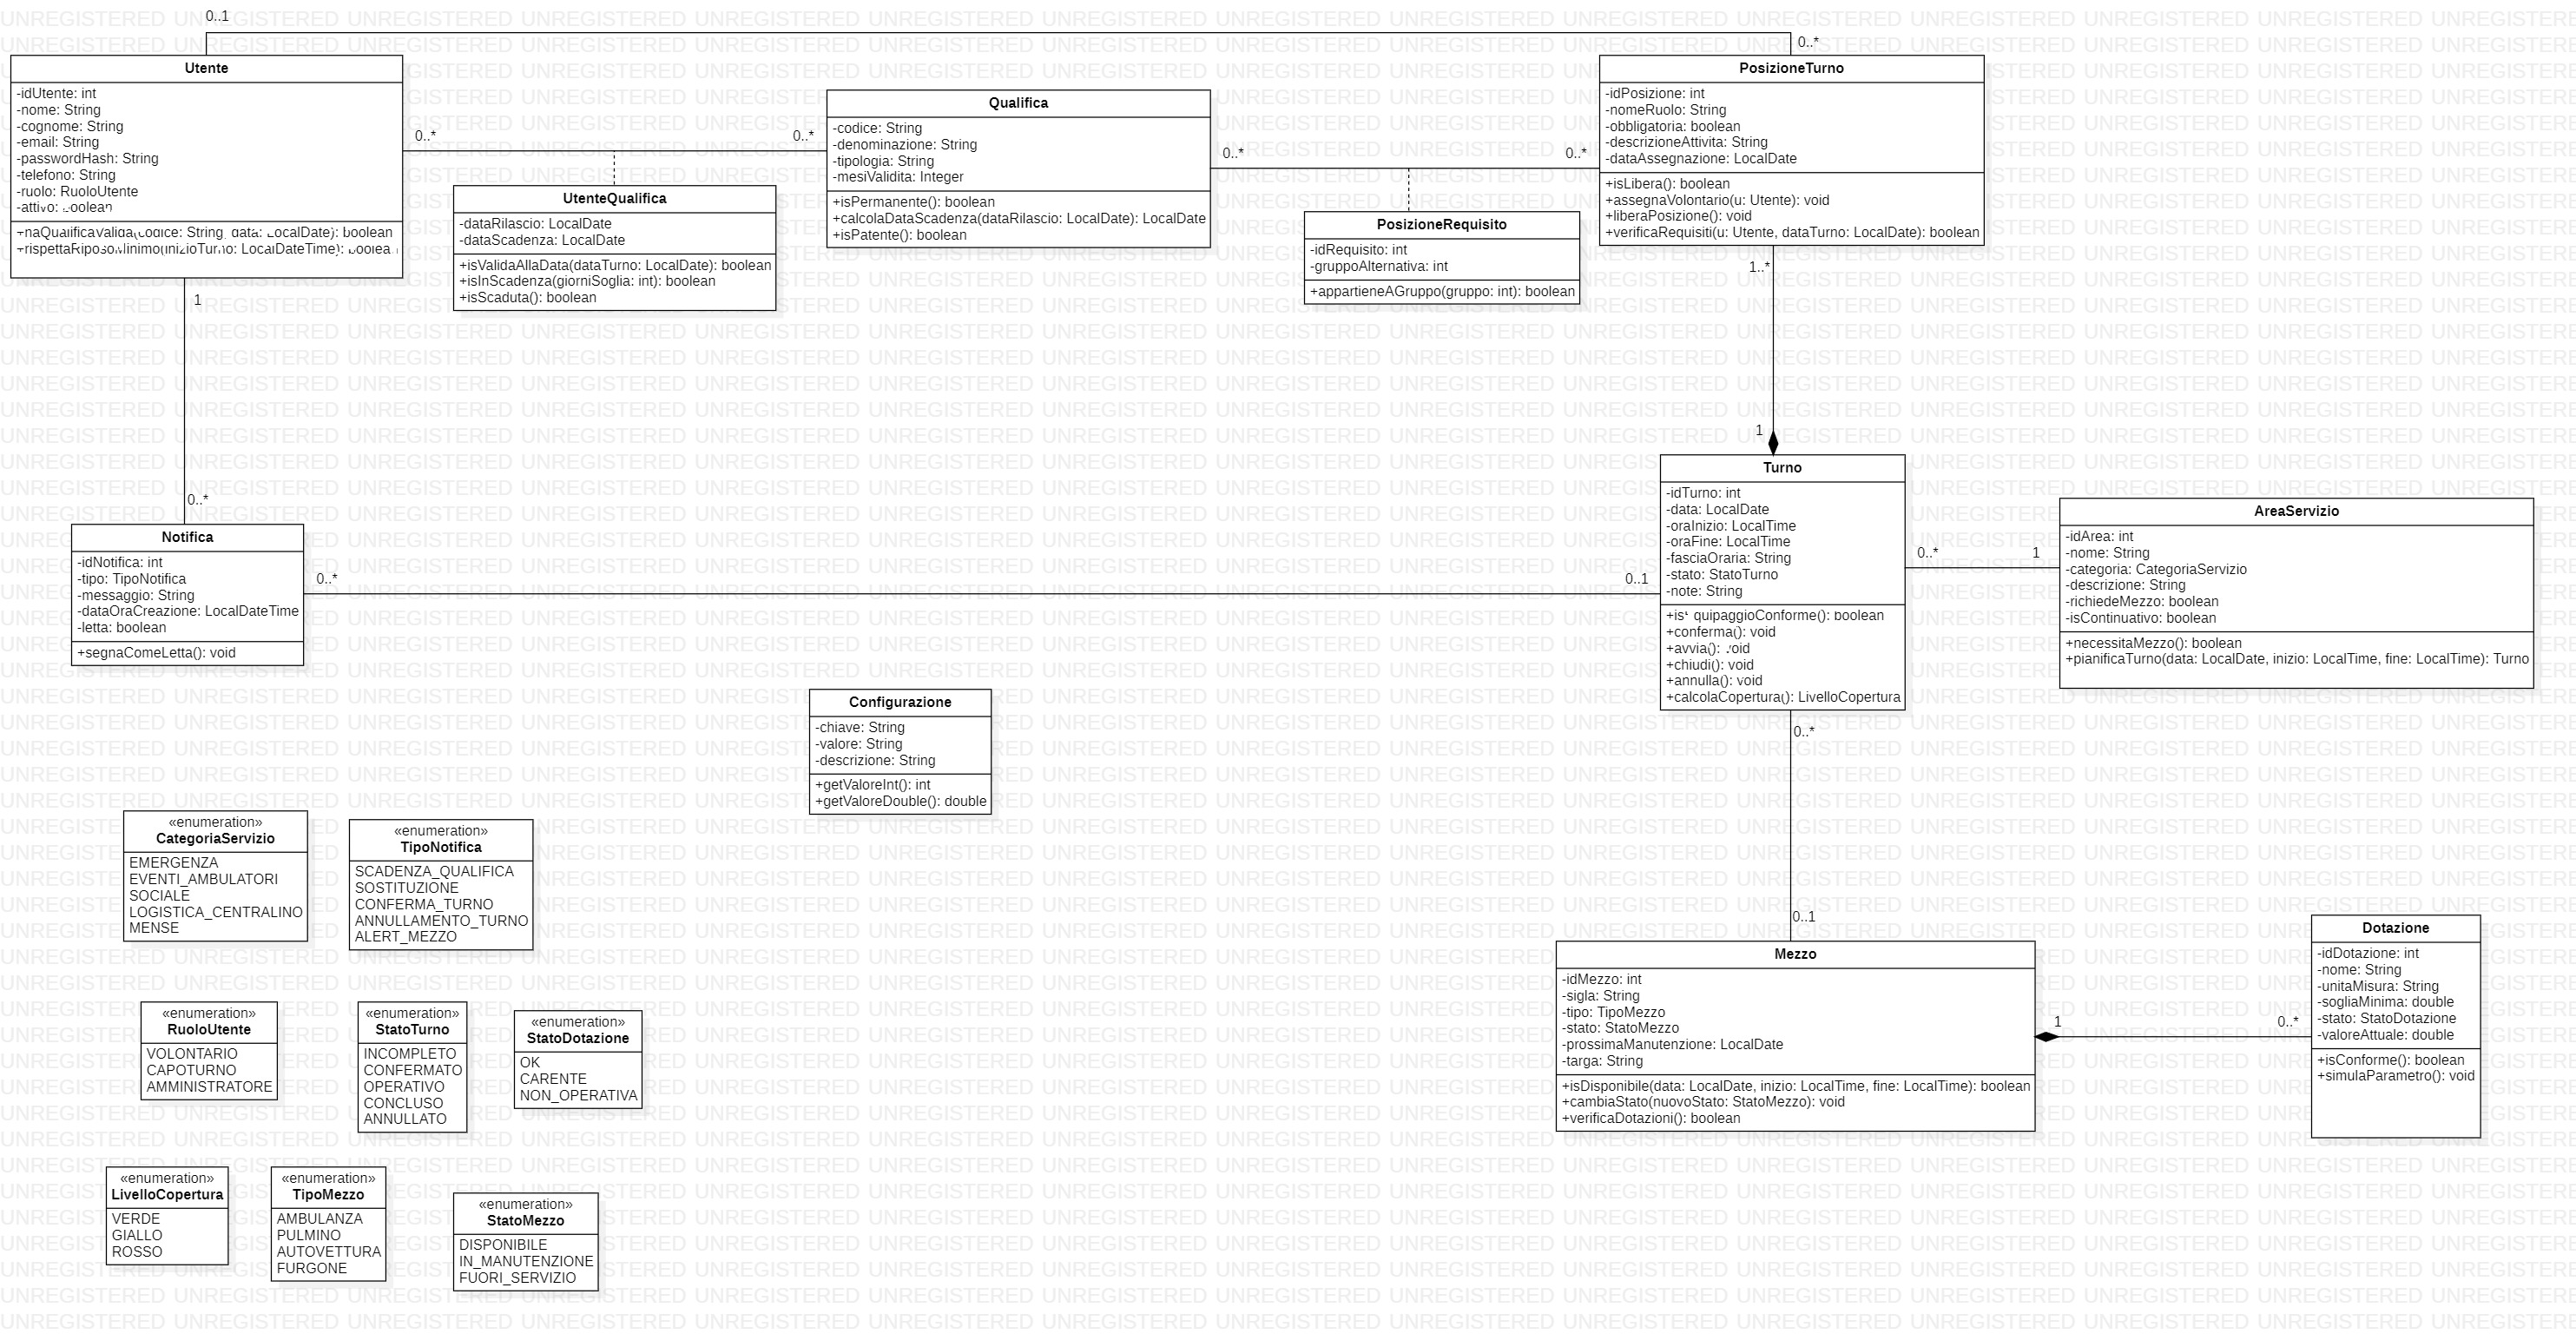 0..1
0..*
Utente
-idUtente: int
-nome: String
-cognome: String
-email: String
-passwordHash: String
-telefono: String
-ruolo: RuoloUtente
-attivo: boolean
data: LocalDate): boolean
0..*
0..*
UtenteQualifica
-dataRilascio: LocalDate
-dataScadenza: LocalDate
+isValidaAllaData(dataTurno: LocalDate): boolean
+isInScadenza(giorniSoglia: int): boolean
+isScaduta(): boolean
Qualifica
-codice: String
-denominazione: String
-tipologia: String
-mesiValidita: Integer
+isPermanente(): boolean
+calcolaDataScadenza(dataRilascio: LocalDate): LocalDate
+isPatente(): boolean
0..*
0..*
PosizioneRequisito
-idRequisito: int
-gruppoAlternativa: int
+appartieneAGruppo(gruppo: int): boolean
PosizioneTurno
-idPosizione: int
-nomeRuolo: String
-obbligatoria: boolean
-descrizioneAttivita: String
-dataAssegnazione: LocalDate
+isLibera(): boolean
+assegnaVolontario(u: Utente): void
+liberaPosizione(): void
+verificaRequisiti(u: Utente, dataTurno: LocalDate): boolean
1..*
1
1
0..*
Notifica
-idNotifica: int
-tipo: TipoNotifica
-messaggio: String
-dataOraCreazione: LocalDateTime
-letta: boolean
+segnaComeLetta(): void
0..*
0..1
Turno
-idTurno: int
-data: LocalDate
-oraInizio: LocalTime
-oraFine: LocalTime
-fasciaOraria: String
-stato: StatoTurno
-note: String
boolean
+conferma(): void
+avvia(): void
+chiudi(): void
+annulla(): void
+calcolaCopertura(): LivelloCopertura
0..*
1
AreaServizio
-idArea: int
-nome: String
-categoria: CategoriaServizio
-descrizione: String
-richiedeMezzo: boolean
-isContinuativo: boolean
+necessitaMezzo(): boolean
+pianificaTurno(data: LocalDate, inizio: LocalTime, fine: LocalTime): Turno
Configurazione
-chiave: String
-valore: String
-descrizione: String
+getValoreInt(): int
+getValoreDouble(): double
0..*
0..1
Mezzo
-idMezzo: int
-sigla: String
-tipo: TipoMezzo
-stato: StatoMezzo
-prossimaManutenzione: LocalDate
-targa: String
+isDisponibile(data: LocalDate, inizio: LocalTime, fine: LocalTime): boolean
+cambiaStato(nuovoStato: StatoMezzo): void
+verificaDotazioni(): boolean
1
0..*
Dotazione
-idDotazione: int
-nome: String
-unitaMisura: String
-sogliaMinima: double
-stato: StatoDotazione
-valoreAttuale: double
+isConforme(): boolean
+simulaParametro(): void
«enumeration»
CategoriaServizio
EMERGENZA
EVENTI_AMBULATORI
SOCIALE
LOGISTICA_CENTRALINO
MENSE
«enumeration»
TipoNotifica
SCADENZA_QUALIFICA
SOSTITUZIONE
CONFERMA_TURNO
ANNULLAMENTO_TURNO
ALERT_MEZZO
«enumeration»
RuoloUtente
VOLONTARIO
CAPOTURNO
AMMINISTRATORE
«enumeration»
StatoTurno
INCOMPLETO
CONFERMATO
OPERATIVO
CONCLUSO
ANNULLATO
«enumeration»
StatoDotazione
OK
CARENTE
NON_OPERATIVA
«enumeration»
LivelloCopertura
VERDE
GIALLO
ROSSO
«enumeration»
TipoMezzo
AMBULANZA
PULMINO
AUTOVETTURA
FURGONE
«enumeration»
StatoMezzo
DISPONIBILE
IN_MANUTENZIONE
FUORI_SERVIZIO
UNREGISTERED